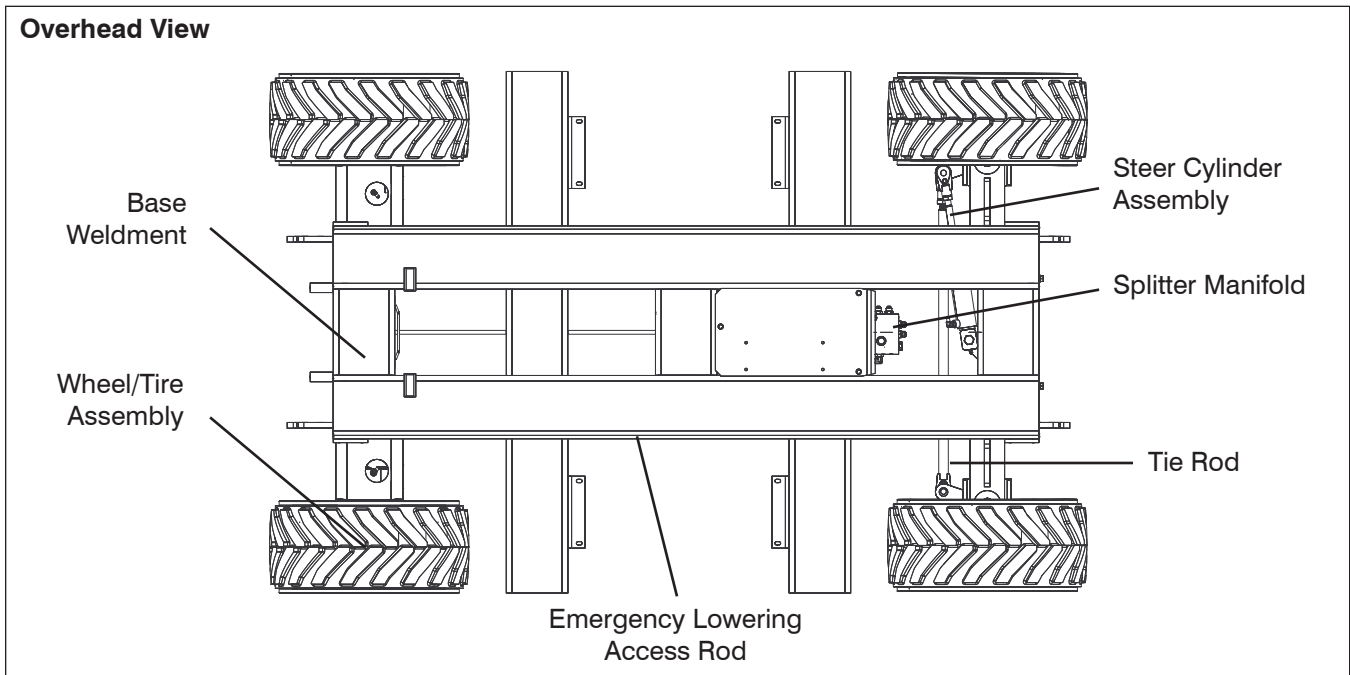 Overhead View
Base
Weldment
Wheel/Tire
Assembly
Steer Cylinder
Assembly
Splitter Manifold
Tie Rod
Emergency Lowering
Access Rod